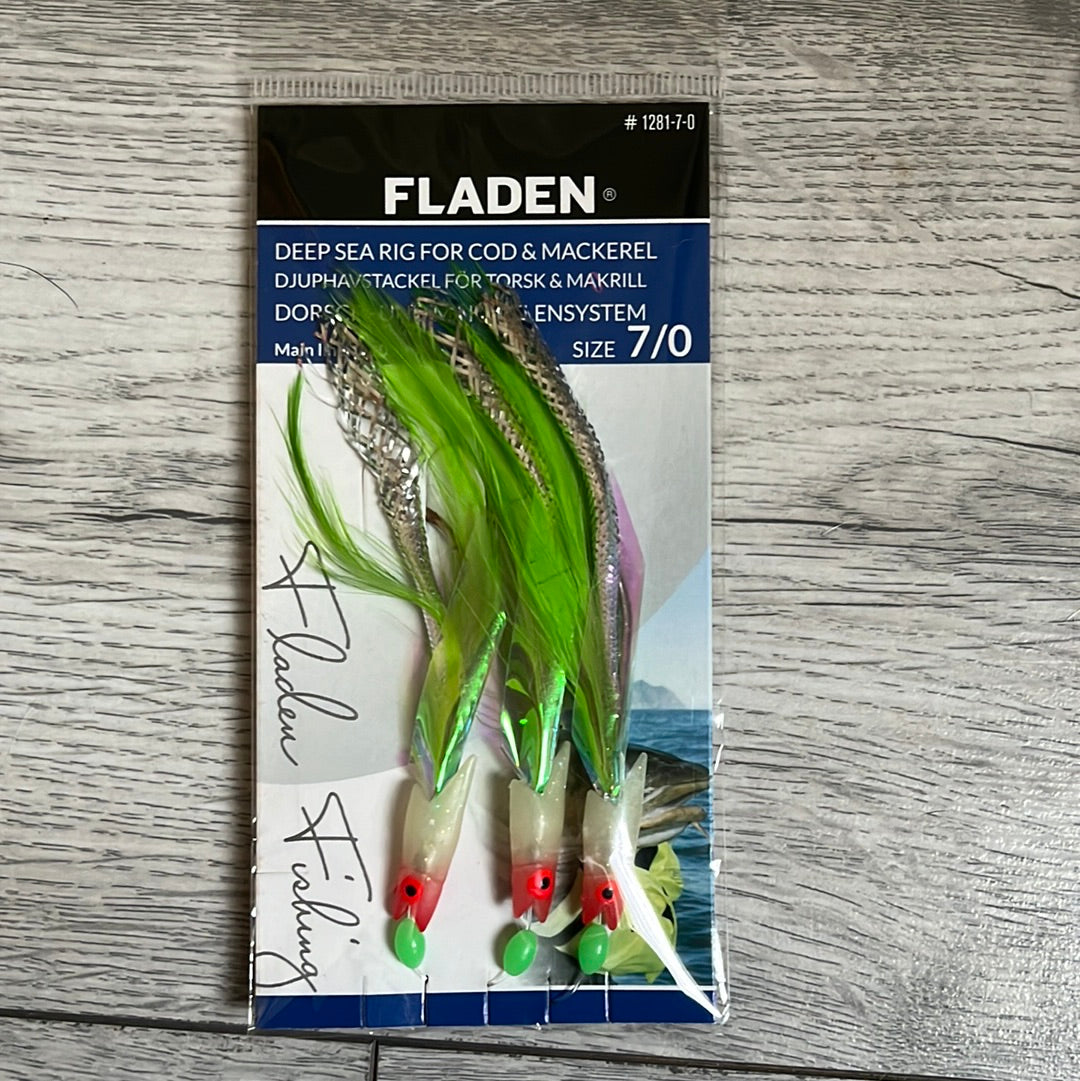 # 1281-7-0
FLADEN ®
DEEP SEA RIG FOR COD & MACKEREL
DJUPHAVSTACKEL FÖR TORSK & MAKRILL
ENSYSTEM
Main
SIZE 7/0
Fladen
Fishing